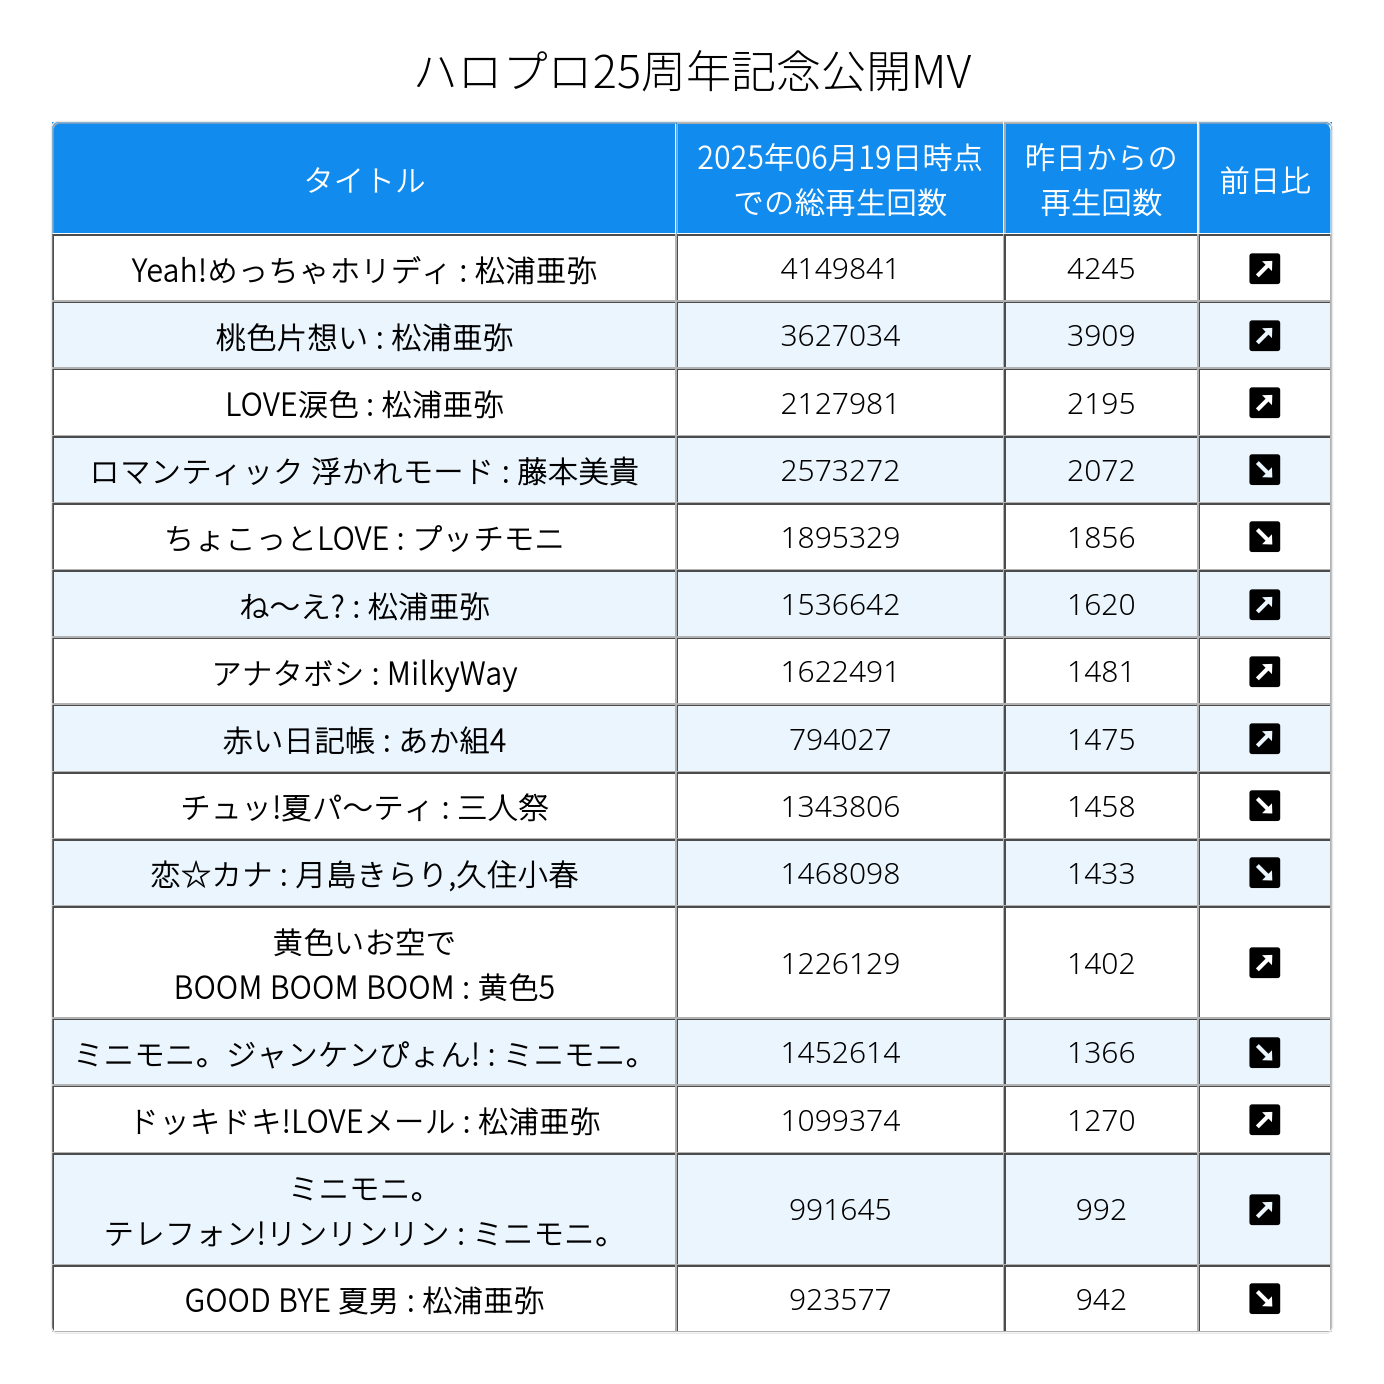 ハロプロ25周年記念公開MV
タイトル
2025年06月19日時点
での総再生回数
昨日からの
再生回数
前日比
Yeah!めっちゃホリディ : 松浦亜弥 4149841 4245 ↗
桃色片想い : 松浦亜弥 3627034 3909 ↗
LOVE涙色 : 松浦亜弥 2127981 2195 ↗
ロマンティック 浮かれモード : 藤本美貴 2573272 2072 ↘
ちょこっとLOVE : プッチモニ 1895329 1856 ↘
ね〜え? : 松浦亜弥 1536642 1620 ↗
アナタボシ : MilkyWay 1622491 1481 ↗
赤い日記帳 : あか組4 794027 1475 ↗
チュッ!夏パ〜ティ : 三人祭 1343806 1458 ↘
恋☆カナ : 月島きらり,久住小春 1468098 1433 ↘
黄色いお空で
BOOM BOOM BOOM : 黄色5 1226129 1402 ↗
ミニモニ。ジャンケンぴょん! : ミニモニ。 1452614 1366 ↘
ドッキドキ!LOVEメール : 松浦亜弥 1099374 1270 ↗
ミニモニ。
テレフォン!リンリンリン : ミニモニ。 991645 992 ↗
GOOD BYE 夏男 : 松浦亜弥 923577 942 ↘